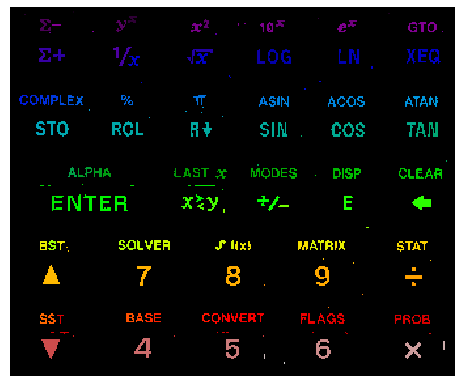 Σ- yˣ x² 10ˣ eˣ GTO
Σ+ 1/x √x LOG LN XEQ
COMPLEX % π ASIN ACOS ATAN
STO RCL R↓ SIN COS TAN
ALPHA LAST x MODES DISP CLEAR
ENTER x≷y +/− E ←
BST SOLVER ∫f(x) MATRIX STAT
▲ 7 8 9 ÷
SST BASE CONVERT FLAGS PROB
▼ 4 5 6 ×